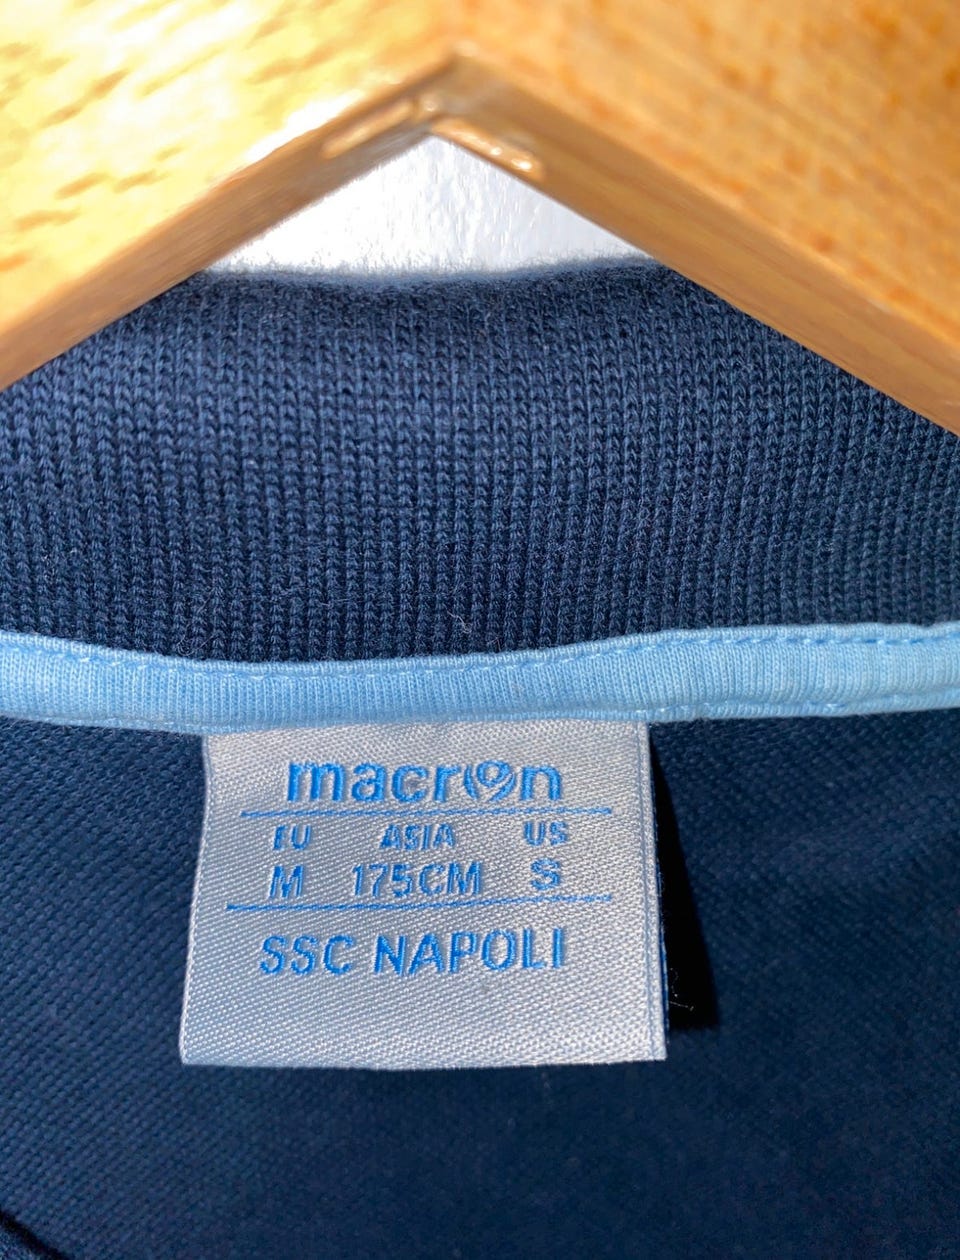 macron
EU ASIA US
M 175CM S
SSC NAPOLI